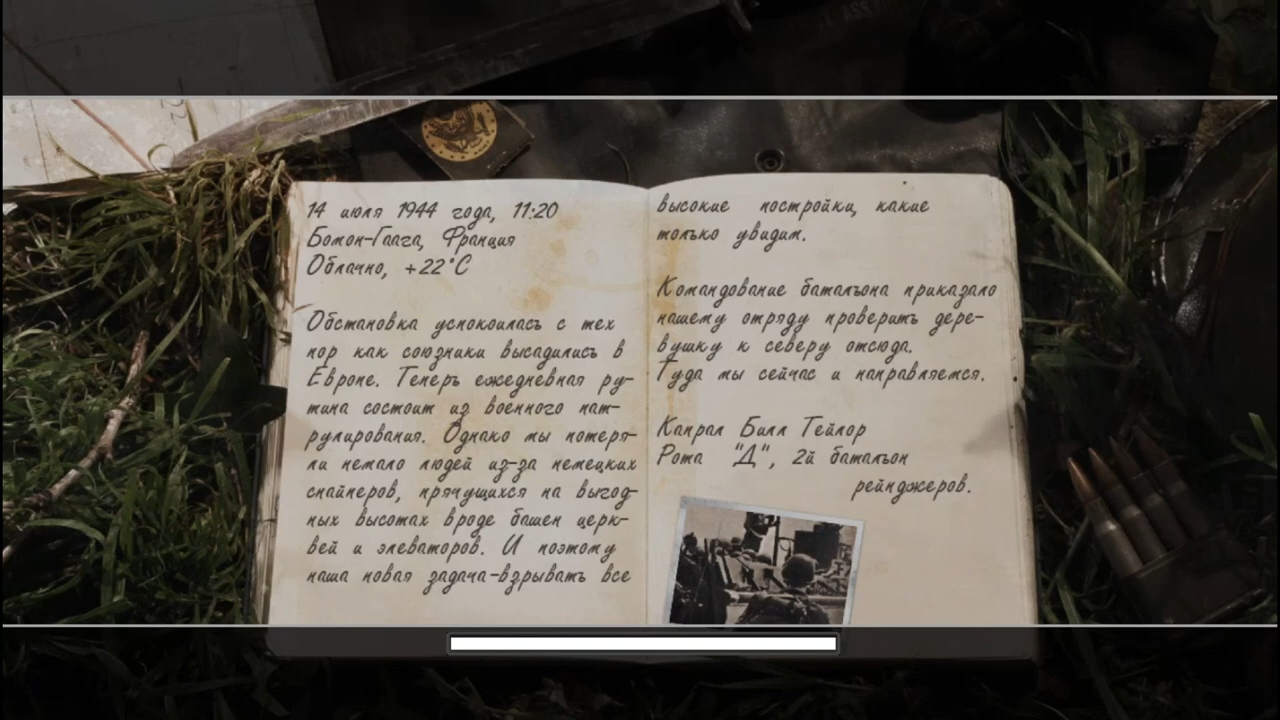 14 июля 1944 года, 11:20
Бомон-Гаага, Франция
Облачно, +22°C
Обстановка успокоилась с тех
пор как союзники высадились в
Европе. Теперь ежедневная ру-
тина состоит из военного пат-
рулирования. Однако мы потеря-
ли немало людей из-за немецких
снайперов, прячущихся на выгод-
ных высотах вроде башен церк-
вей и элеваторов. И поэтому
наша новая задача-взрывать все
высокие постройки, какие
только увидим.
Командование батальона приказало
нашему отряду проверить дере-
вушку к северу отсюда.
Туда мы сейчас и направляемся.
Капрал Билл Тейлор
Рота "Д", 2й батальон
рейнджеров.